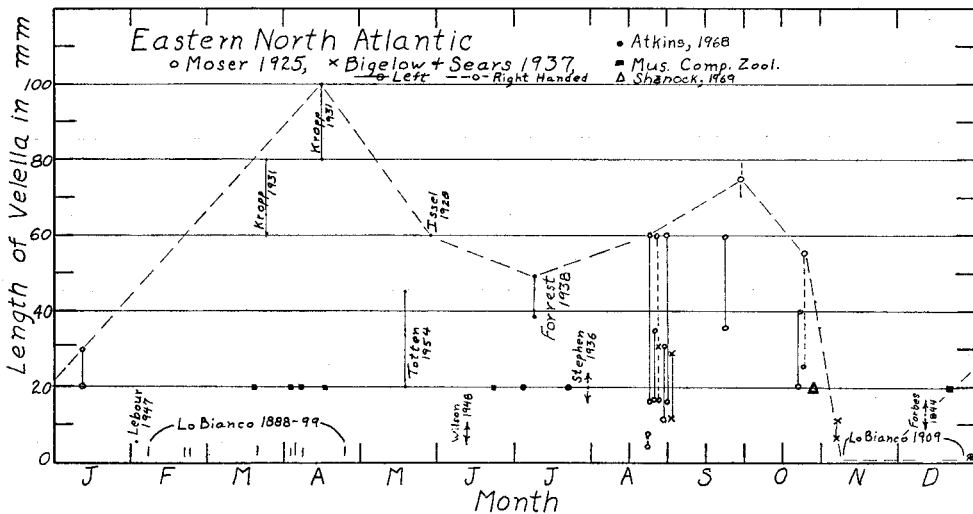 Eastern North Atlantic
o Moser 1925, × Bigelow + Sears 1937,
—o— Left ---o- Right Handed
• Atkins, 1968
■ Mus. Comp. Zool.
△ Shanock, 1969
Length of Velella in mm
100
80
60
40
20
0
Kropp 1931
Kropp 1931
Issel 1928
Totten 1954
Forrest 1938
Stephen 1936
Lebour 1947
Lo Bianco 1888-99
Wilson 1948
Forbes 1844
Lo Bianco 1909
J F M A M J J A S O N D
Month